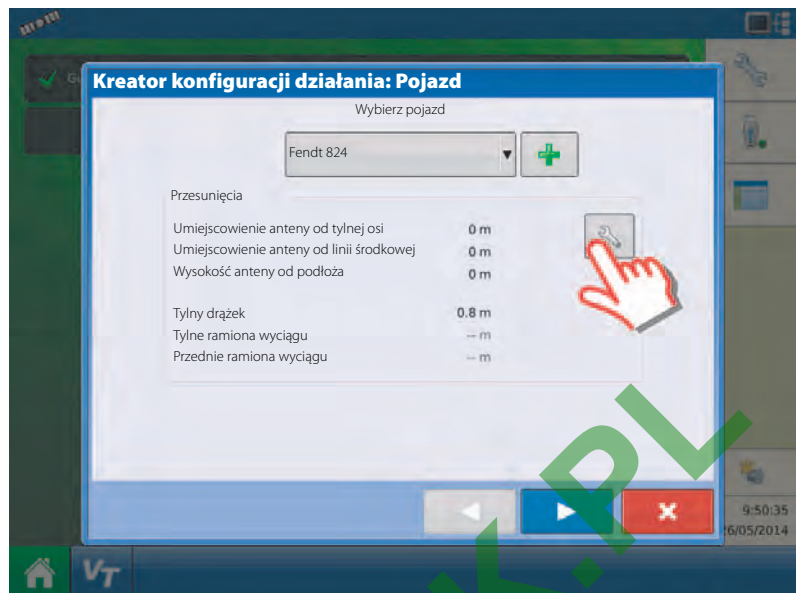 Kreator konfiguracji działania: Pojazd
Wybierz pojazd
Fendt 824
Przesunięcia
Umiejscowienie anteny od tylnej osi 0 m
Umiejscowienie anteny od linii środkowej 0 m
Wysokość anteny od podłoża 0 m
Tylny drążek 0.8 m
Tylne ramiona wyciągu -- m
Przednie ramiona wyciągu -- m
9:50:35
6/05/2014
VT
K.PL